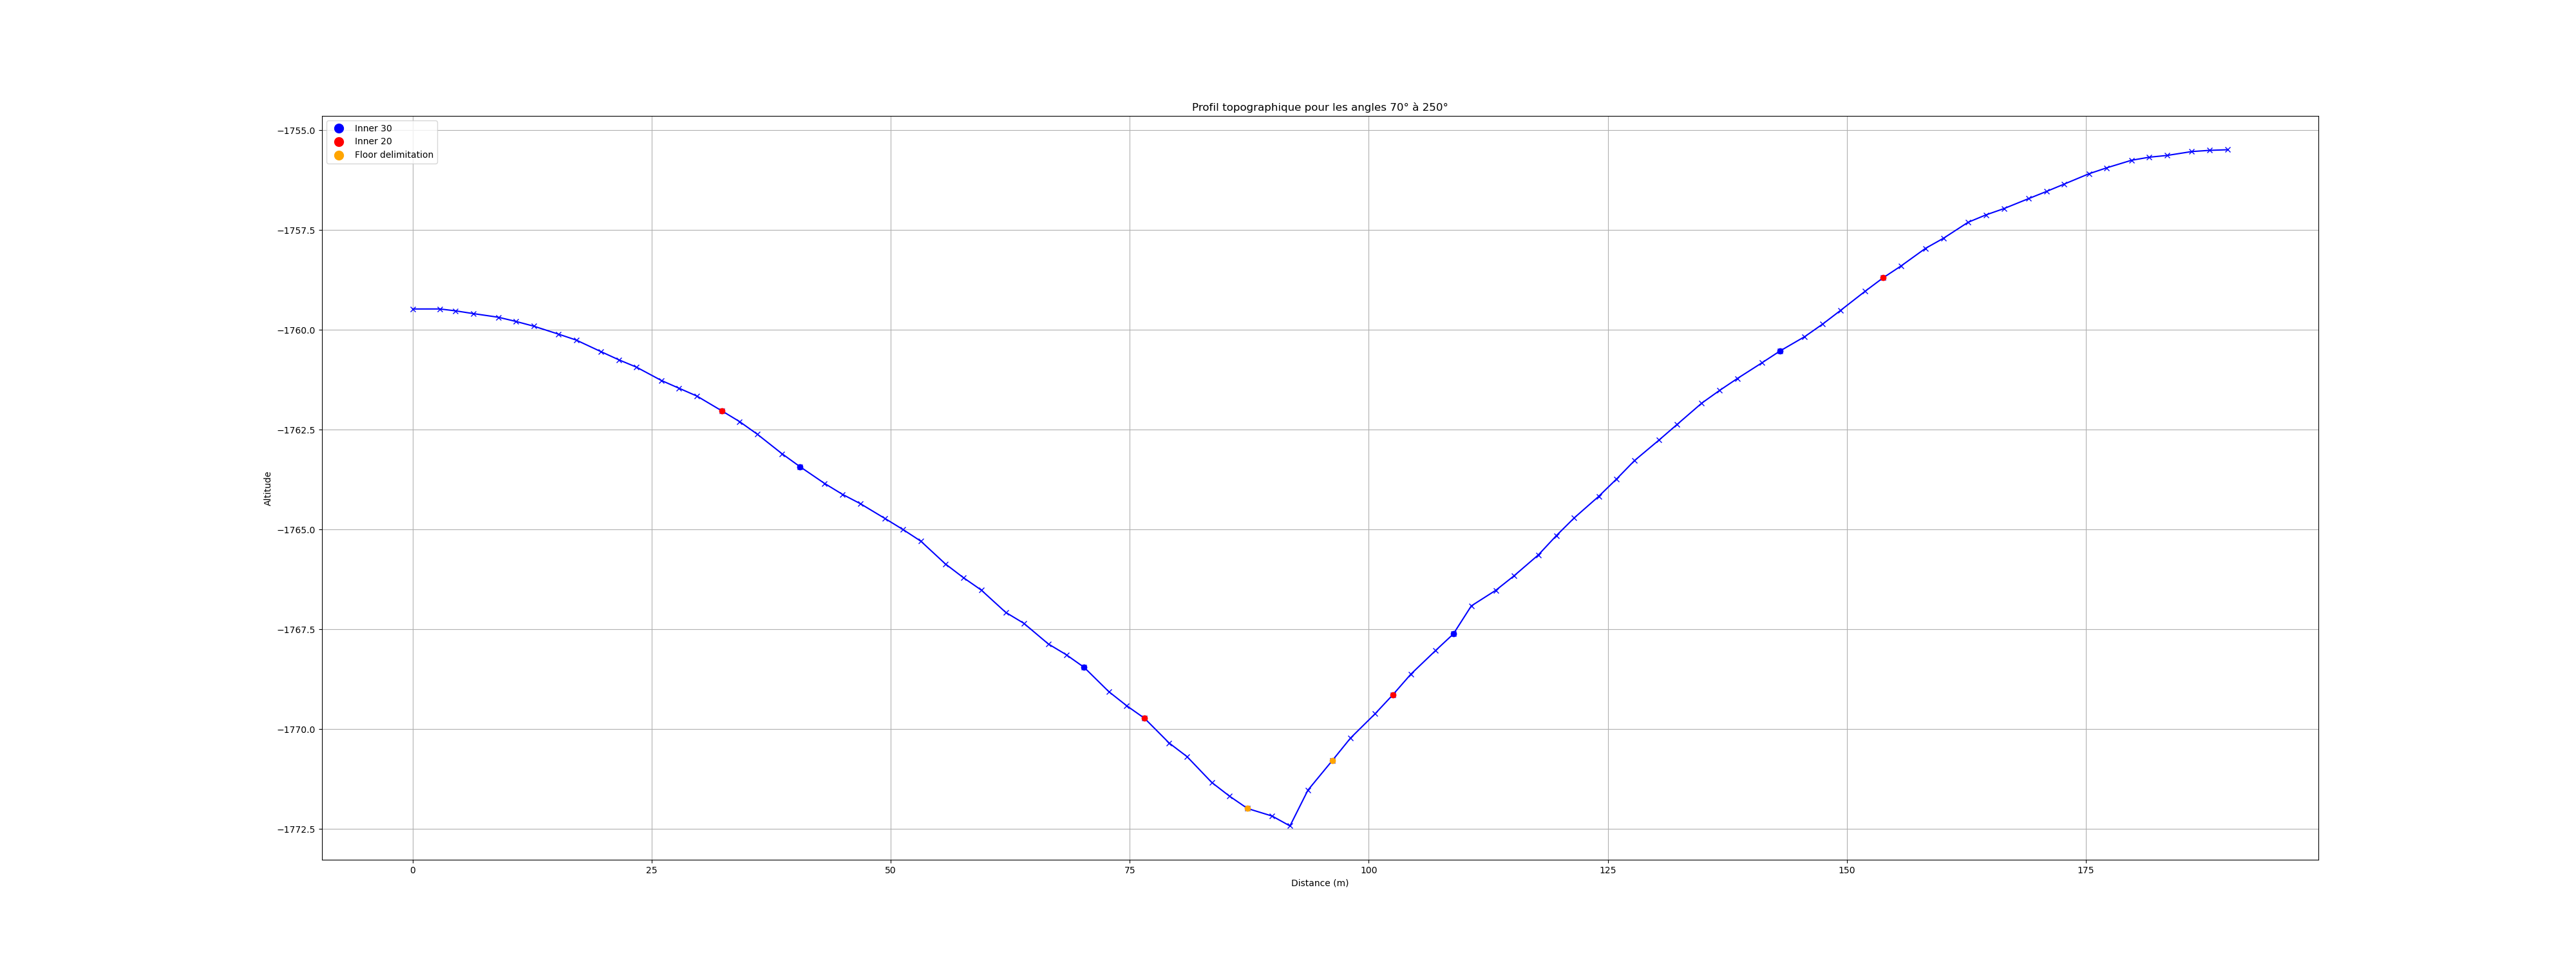 Profil topographique pour les angles 70° à 250°
Inner 30
Inner 20
Floor delimitation
−1755.0
−1757.5
−1760.0
−1762.5
−1765.0
−1767.5
−1770.0
−1772.5
Altitude
0 25 50 75 100 125 150 175
Distance (m)